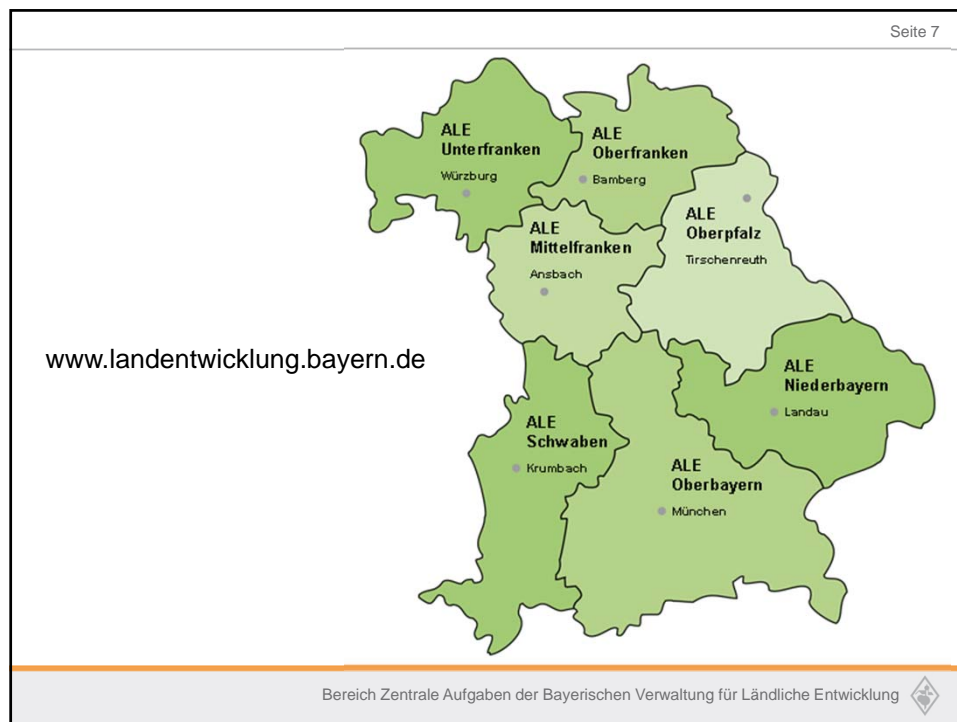 Seite 7
ALE
Unterfranken
Würzburg
ALE
Oberfranken
Bamberg
ALE
Oberpfalz
Tirschenreuth
ALE
Mittelfranken
Ansbach
www.landentwicklung.bayern.de
ALE
Niederbayern
Landau
ALE
Schwaben
Krumbach
ALE
Oberbayern
München
Bereich Zentrale Aufgaben der Bayerischen Verwaltung für Ländliche Entwicklung